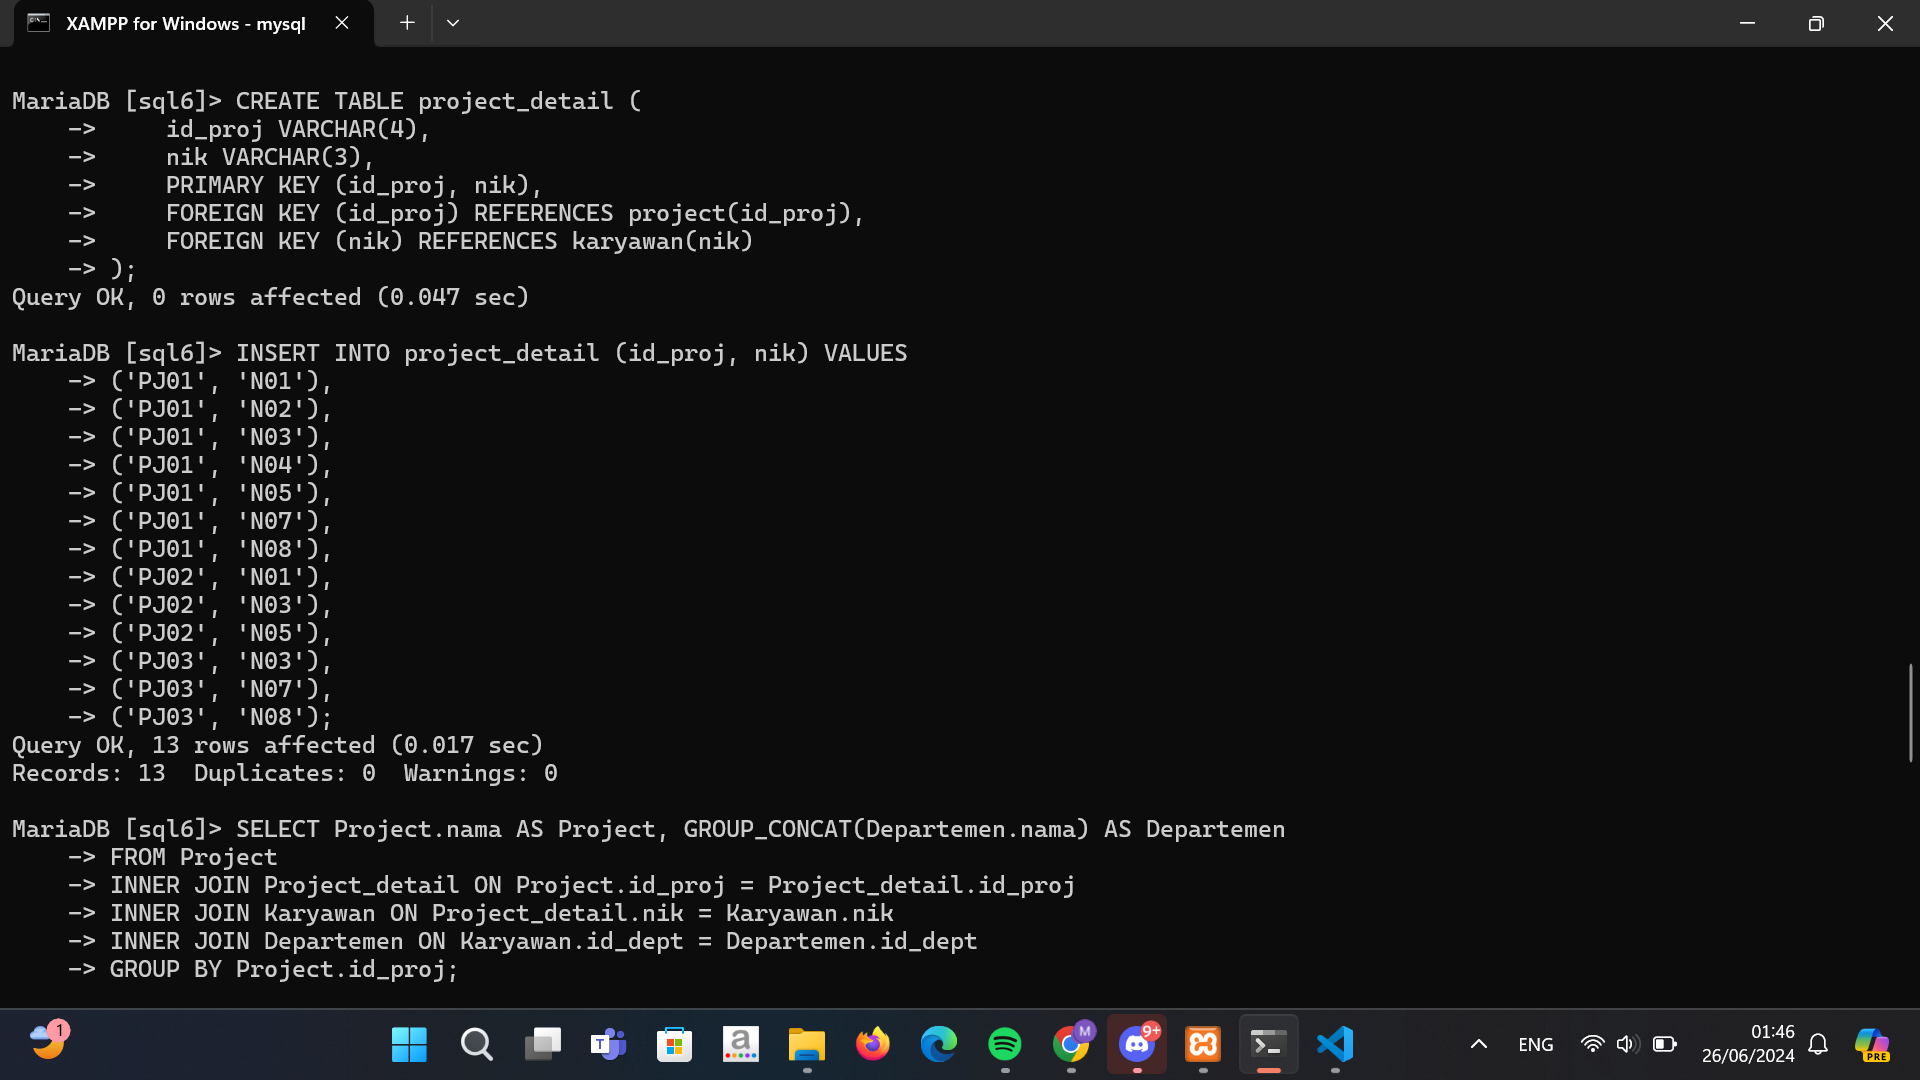 XAMPP for Windows - mysql
MariaDB [sql6]> CREATE TABLE project_detail (
    ->     id_proj VARCHAR(4),
    ->     nik VARCHAR(3),
    ->     PRIMARY KEY (id_proj, nik),
    ->     FOREIGN KEY (id_proj) REFERENCES project(id_proj),
    ->     FOREIGN KEY (nik) REFERENCES karyawan(nik)
    -> );
Query OK, 0 rows affected (0.047 sec)
MariaDB [sql6]> INSERT INTO project_detail (id_proj, nik) VALUES
    -> ('PJ01', 'N01'),
    -> ('PJ01', 'N02'),
    -> ('PJ01', 'N03'),
    -> ('PJ01', 'N04'),
    -> ('PJ01', 'N05'),
    -> ('PJ01', 'N07'),
    -> ('PJ01', 'N08'),
    -> ('PJ02', 'N01'),
    -> ('PJ02', 'N03'),
    -> ('PJ02', 'N05'),
    -> ('PJ03', 'N03'),
    -> ('PJ03', 'N07'),
    -> ('PJ03', 'N08');
Query OK, 13 rows affected (0.017 sec)
Records: 13  Duplicates: 0  Warnings: 0
MariaDB [sql6]> SELECT Project.nama AS Project, GROUP_CONCAT(Departemen.nama) AS Departemen
    -> FROM Project
    -> INNER JOIN Project_detail ON Project.id_proj = Project_detail.id_proj
    -> INNER JOIN Karyawan ON Project_detail.nik = Karyawan.nik
    -> INNER JOIN Departemen ON Karyawan.id_dept = Departemen.id_dept
    -> GROUP BY Project.id_proj;
1
T
a
M
9+
ENG
01:46
26/06/2024
PRE